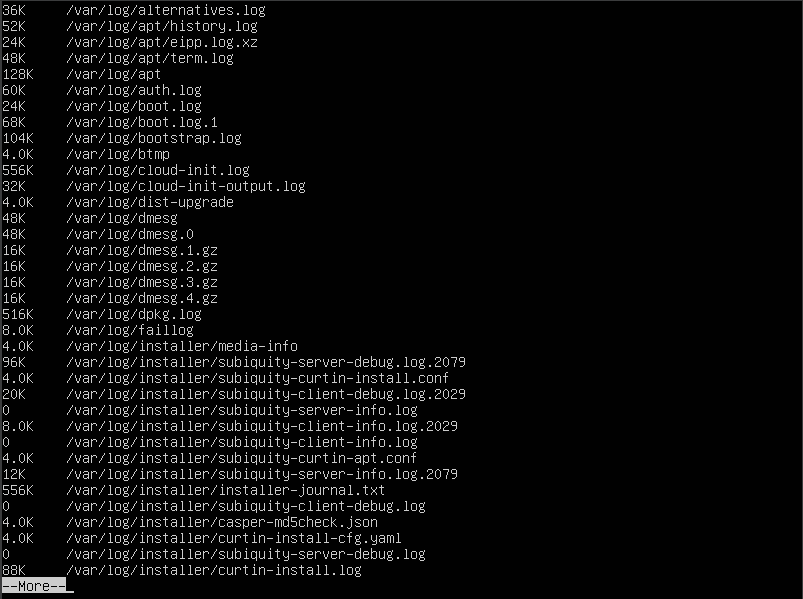 36K /var/log/alternatives.log
52K /var/log/apt/history.log
24K /var/log/apt/eipp.log.xz
48K /var/log/apt/term.log
128K /var/log/apt
60K /var/log/auth.log
24K /var/log/boot.log
68K /var/log/boot.log.1
104K /var/log/bootstrap.log
4.0K /var/log/btmp
556K /var/log/cloud-init.log
32K /var/log/cloud-init-output.log
4.0K /var/log/dist-upgrade
48K /var/log/dmesg
48K /var/log/dmesg.0
16K /var/log/dmesg.1.gz
16K /var/log/dmesg.2.gz
16K /var/log/dmesg.3.gz
16K /var/log/dmesg.4.gz
516K /var/log/dpkg.log
8.0K /var/log/faillog
4.0K /var/log/installer/media-info
96K /var/log/installer/subiquity-server-debug.log.2079
4.0K /var/log/installer/subiquity-curtin-install.conf
20K /var/log/installer/subiquity-client-debug.log.2029
0 /var/log/installer/subiquity-server-info.log
8.0K /var/log/installer/subiquity-client-info.log.2029
0 /var/log/installer/subiquity-client-info.log
4.0K /var/log/installer/subiquity-curtin-apt.conf
12K /var/log/installer/subiquity-server-info.log.2079
556K /var/log/installer/installer-journal.txt
0 /var/log/installer/subiquity-client-debug.log
4.0K /var/log/installer/casper-md5check.json
4.0K /var/log/installer/curtin-install-cfg.yaml
0 /var/log/installer/subiquity-server-debug.log
88K /var/log/installer/curtin-install.log
--More--